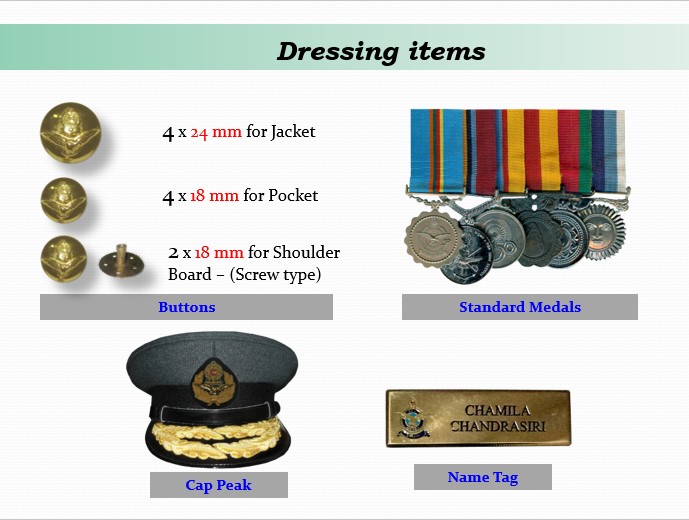 Dressing items
4 x 24 mm for Jacket
4 x 18 mm for Pocket
2 x 18 mm for Shoulder
Board – (Screw type)
Buttons
Standard Medals
CHAMILA
CHANDRASIRI
Cap Peak
Name Tag